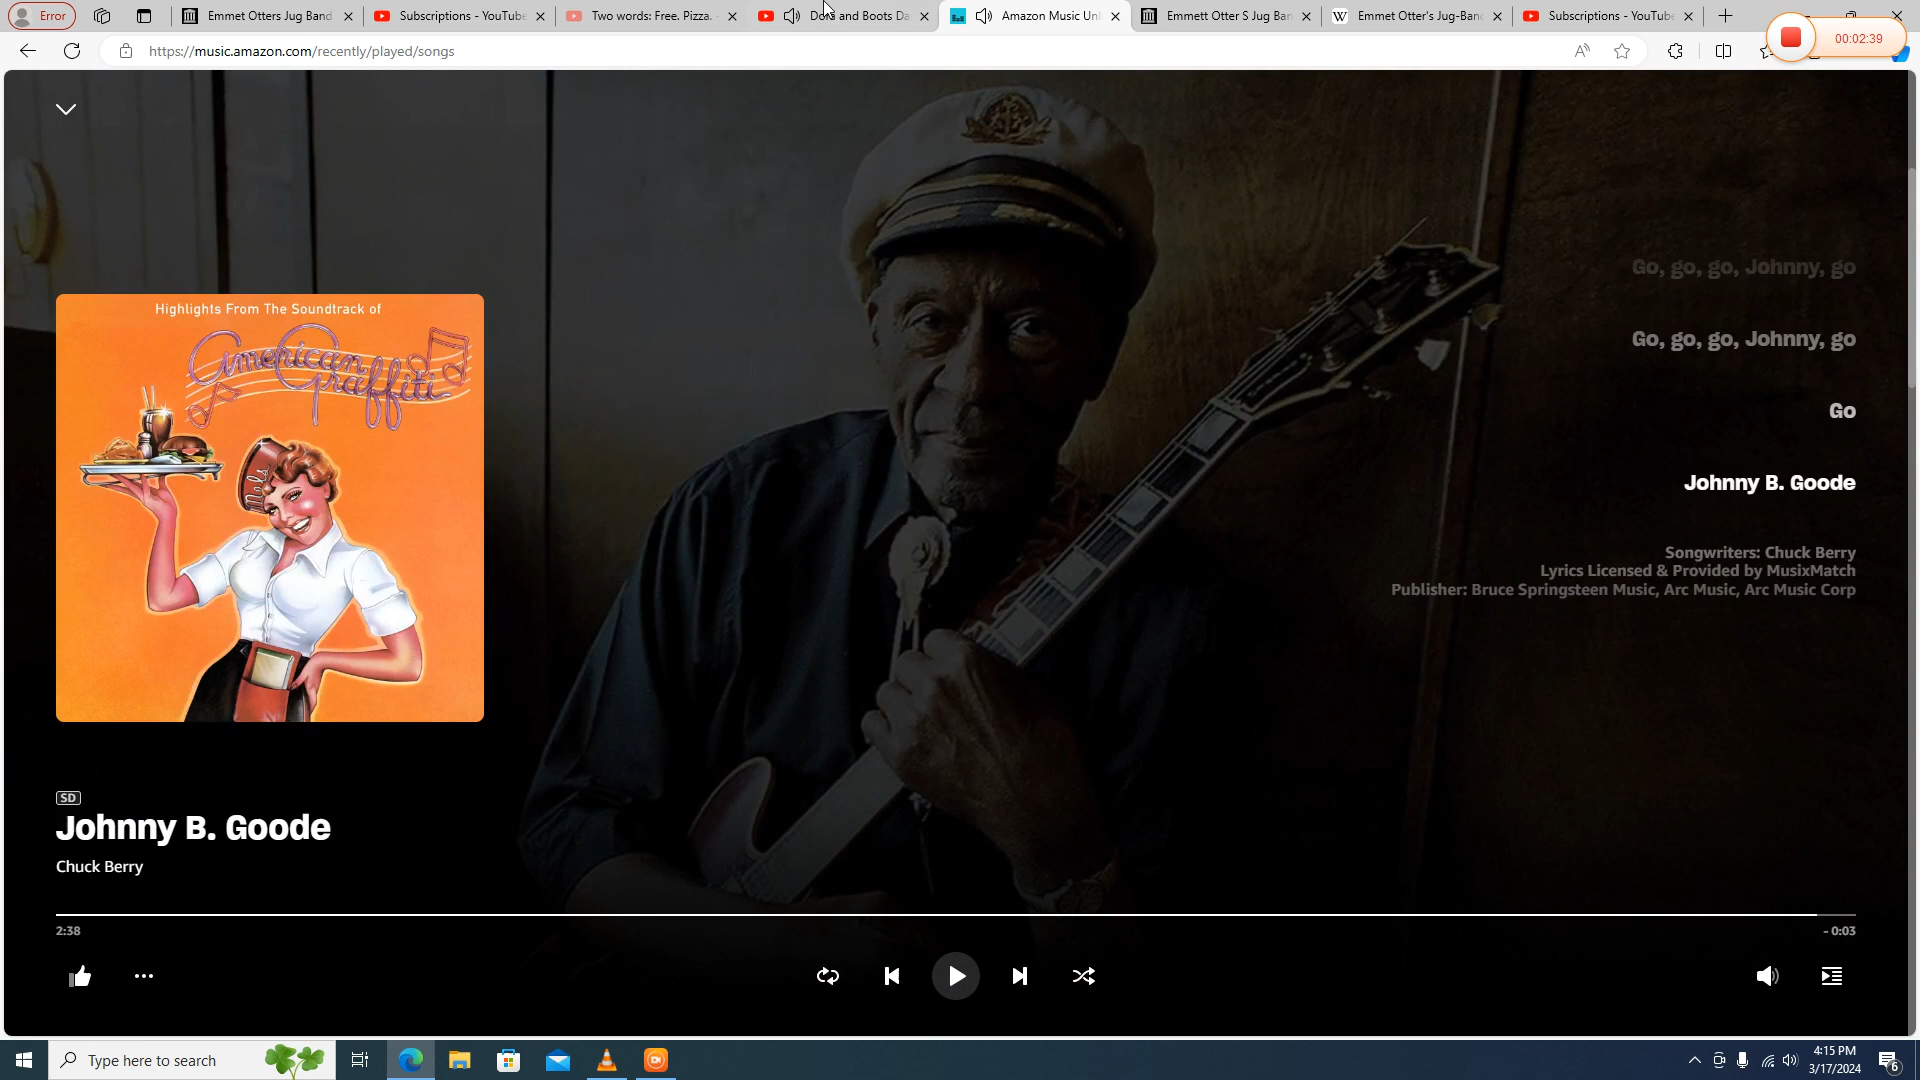 Error
Emmet Otters Jug Band
Subscriptions - YouTube
Two words: Free. Pizza. -
and Boots Da
Amazon Music Unl
Emmett Otter S Jug Ban
Emmet Otter's Jug-Band
Subscriptions - YouTube
https://music.amazon.com/recently/played/songs
00:02:39
Highlights From The Soundtrack of
American Graffiti
Mels
Go, go, go, Johnny, go
Go, go, go, Johnny, go
Go
Johnny B. Goode
Songwriters: Chuck Berry
Lyrics Licensed & Provided by MusixMatch
Publisher: Bruce Springsteen Music, Arc Music, Arc Music Corp
SD
Johnny B. Goode
Chuck Berry
2:38
- 0:03
Type here to search
4:15 PM
3/17/2024
6